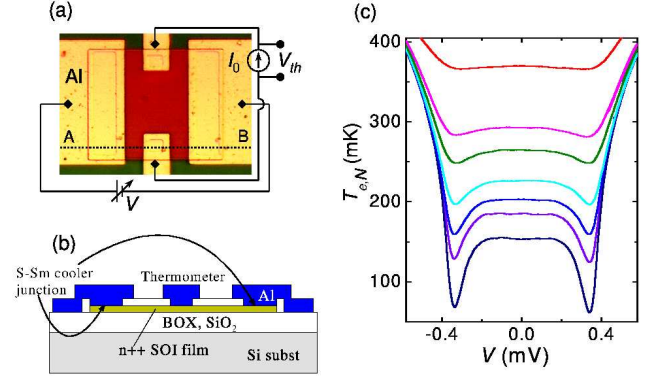 (a)
Al
A
B
I0
Vth
V
(b)
S-Sm cooler
junction
Thermometer
Al
BOX, SiO2
n++ SOI film
Si subst
(c)
400
300
200
100
Te,N (mK)
-0.4
0.0
0.4
V (mV)